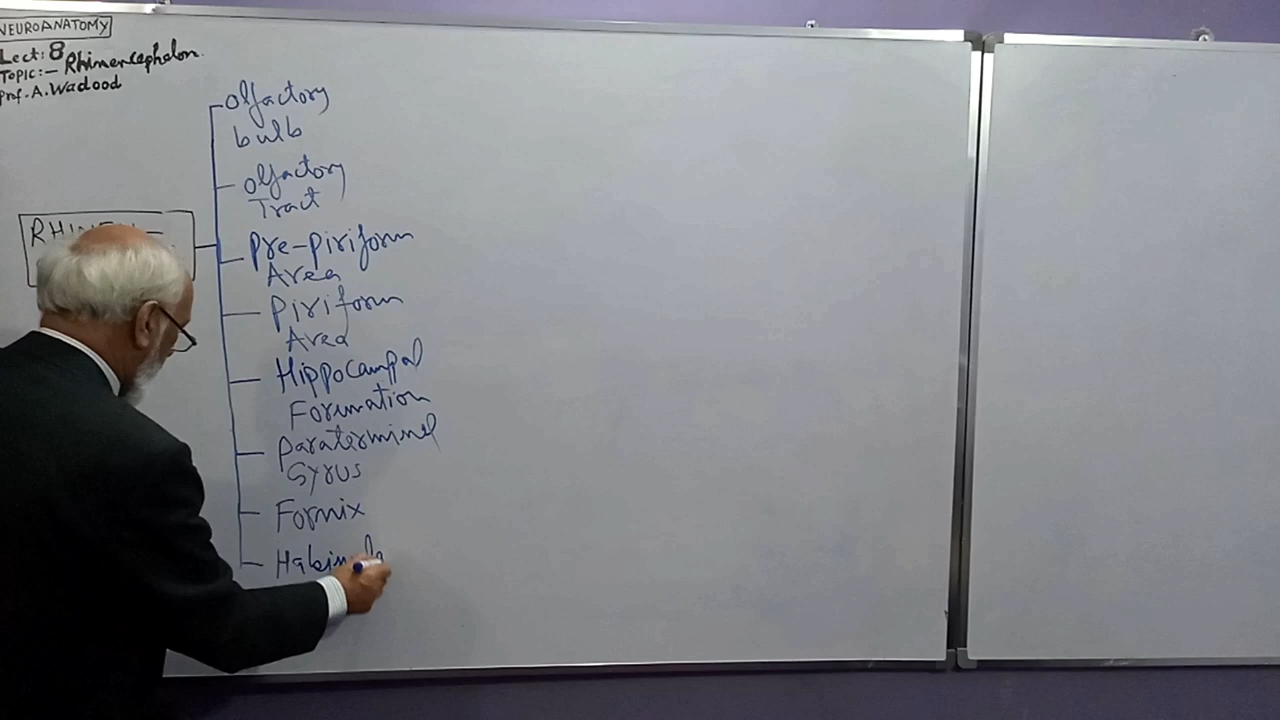 NEUROANATOMY
Lect: 8
Topic:- Rhinencephalon.
Prof. A. Wadood
olfactory
bulb
olfactory
Tract
Pre-piriform
Area
Piriform
Area
Hippocampal
Formation
Paraterminal
Gyrus
Fornix